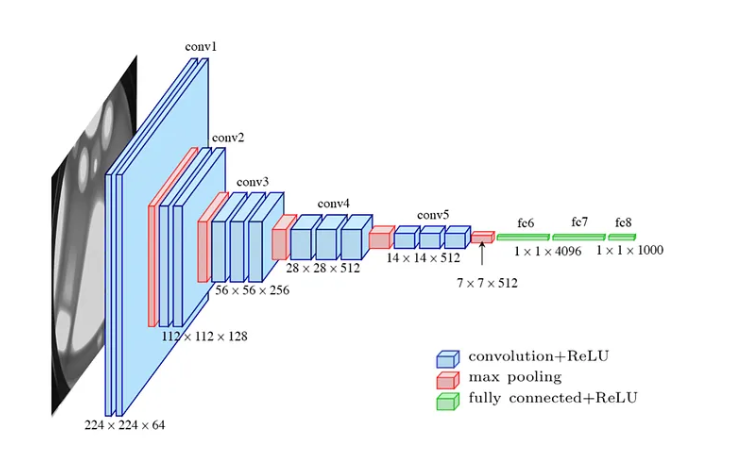 conv1
conv2
conv3
conv4
conv5
fc6
fc7
fc8
224 × 224 × 64
112 × 112 × 128
56 × 56 × 256
28 × 28 × 512
14 × 14 × 512
7 × 7 × 512
1 × 1 × 4096
1 × 1 × 1000
convolution+ReLU
max pooling
fully connected+ReLU